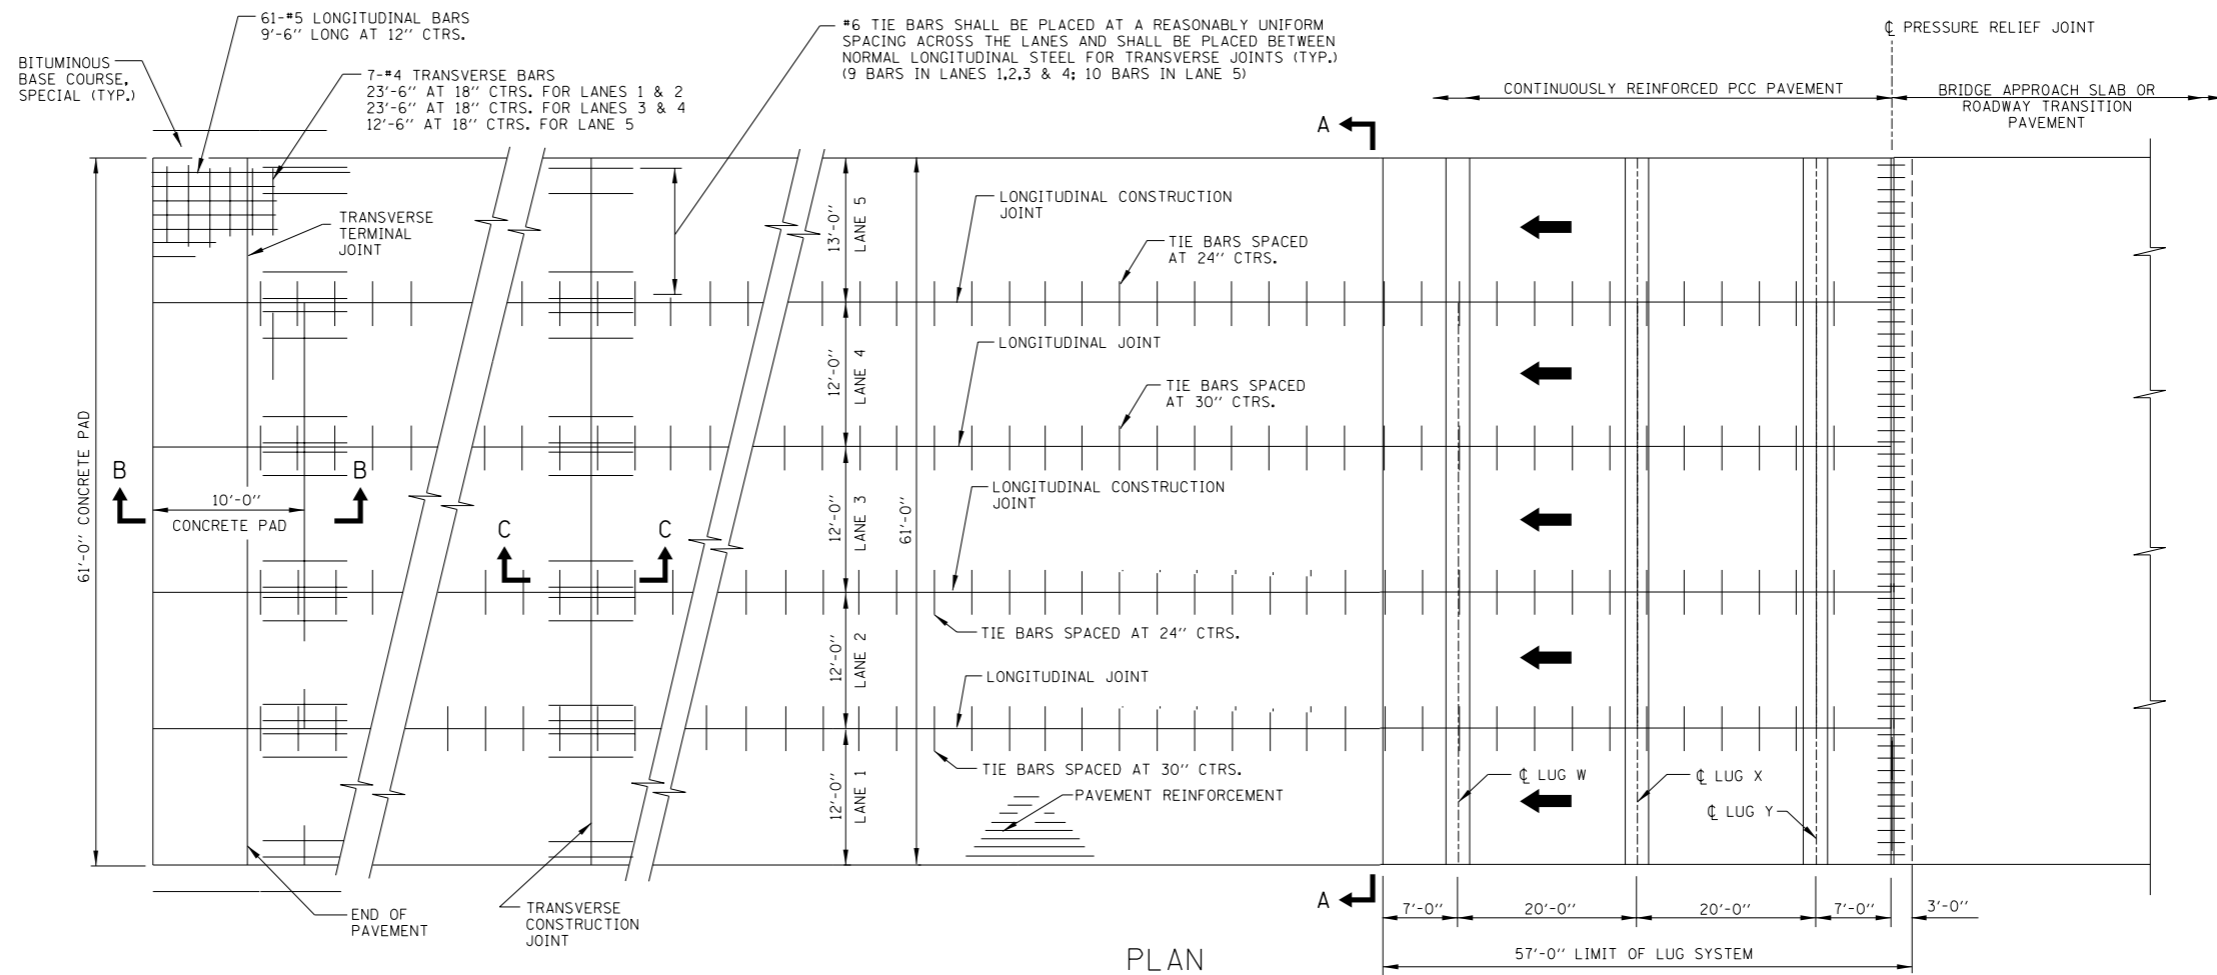 61-#5 LONGITUDINAL BARS
9'-6" LONG AT 12" CTRS.
BITUMINOUS
BASE COURSE,
SPECIAL (TYP.)
7-#4 TRANSVERSE BARS
23'-6" AT 18" CTRS. FOR LANES 1 & 2
23'-6" AT 18" CTRS. FOR LANES 3 & 4
12'-6" AT 18" CTRS. FOR LANE 5
#6 TIE BARS SHALL BE PLACED AT A REASONABLY UNIFORM
SPACING ACROSS THE LANES AND SHALL BE PLACED BETWEEN
NORMAL LONGITUDINAL STEEL FOR TRANSVERSE JOINTS (TYP.)
(9 BARS IN LANES 1,2,3 & 4; 10 BARS IN LANE 5)
℄ PRESSURE RELIEF JOINT
CONTINUOUSLY REINFORCED PCC PAVEMENT
BRIDGE APPROACH SLAB OR
ROADWAY TRANSITION
PAVEMENT
A
TRANSVERSE
TERMINAL
JOINT
13'-0"
LANE 5
LONGITUDINAL CONSTRUCTION
JOINT
TIE BARS SPACED
AT 24" CTRS.
12'-0"
LANE 4
LONGITUDINAL JOINT
TIE BARS SPACED
AT 30" CTRS.
61'-0" CONCRETE PAD
B
B
10'-0"
CONCRETE PAD
C
C
12'-0"
LANE 3
61'-0"
LONGITUDINAL CONSTRUCTION
JOINT
12'-0"
LANE 2
TIE BARS SPACED AT 24" CTRS.
LONGITUDINAL JOINT
12'-0"
LANE 1
TIE BARS SPACED AT 30" CTRS.
PAVEMENT REINFORCEMENT
℄ LUG W
℄ LUG X
℄ LUG Y
END OF
PAVEMENT
TRANSVERSE
CONSTRUCTION
JOINT
A
7'-0"
20'-0"
20'-0"
7'-0"
3'-0"
57'-0" LIMIT OF LUG SYSTEM
PLAN